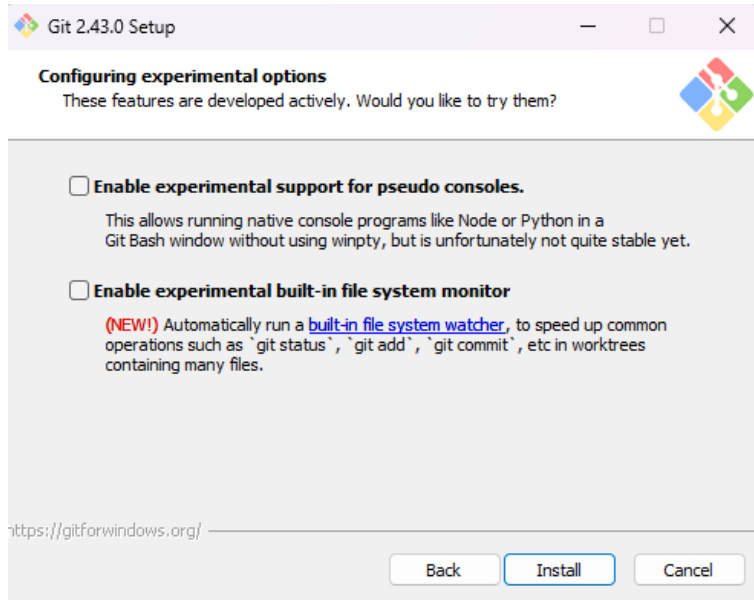 Git 2.43.0 Setup
Configuring experimental options
These features are developed actively. Would you like to try them?
Enable experimental support for pseudo consoles.
This allows running native console programs like Node or Python in a
Git Bash window without using winpty, but is unfortunately not quite stable yet.
Enable experimental built-in file system monitor
(NEW!) Automatically run a built-in file system watcher, to speed up common
operations such as `git status`, `git add`, `git commit`, etc in worktrees
containing many files.
https://gitforwindows.org/
Back Install Cancel